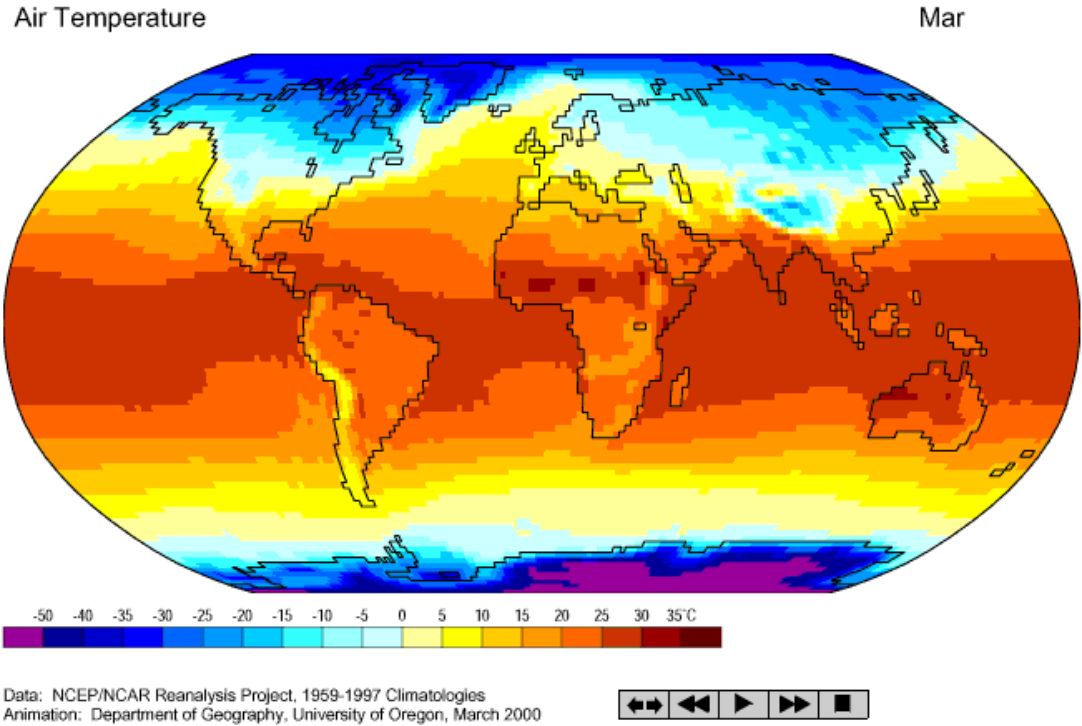 Air Temperature Mar
-50 -40 -35 -30 -25 -20 -15 -10 -5 0 5 10 15 20 25 30 35°C
Data: NCEP/NCAR Reanalysis Project, 1959-1997 Climatologies
Animation: Department of Geography, University of Oregon, March 2000